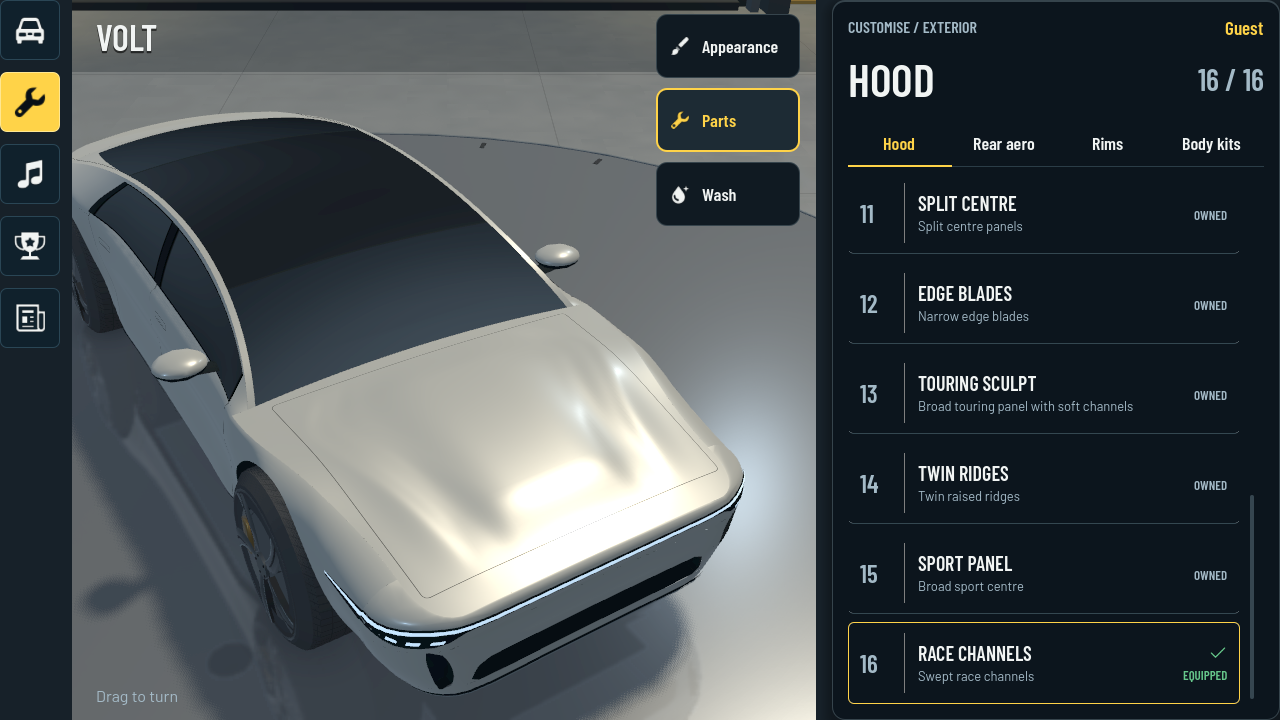 VOLT
Appearance
Parts
Wash
Drag to turn
CUSTOMISE / EXTERIOR
Guest
HOOD
16 / 16
Hood
Rear aero
Rims
Body kits
11
SPLIT CENTRE
Split centre panels
OWNED
12
EDGE BLADES
Narrow edge blades
OWNED
13
TOURING SCULPT
Broad touring panel with soft channels
OWNED
14
TWIN RIDGES
Twin raised ridges
OWNED
15
SPORT PANEL
Broad sport centre
OWNED
16
RACE CHANNELS
Swept race channels
EQUIPPED